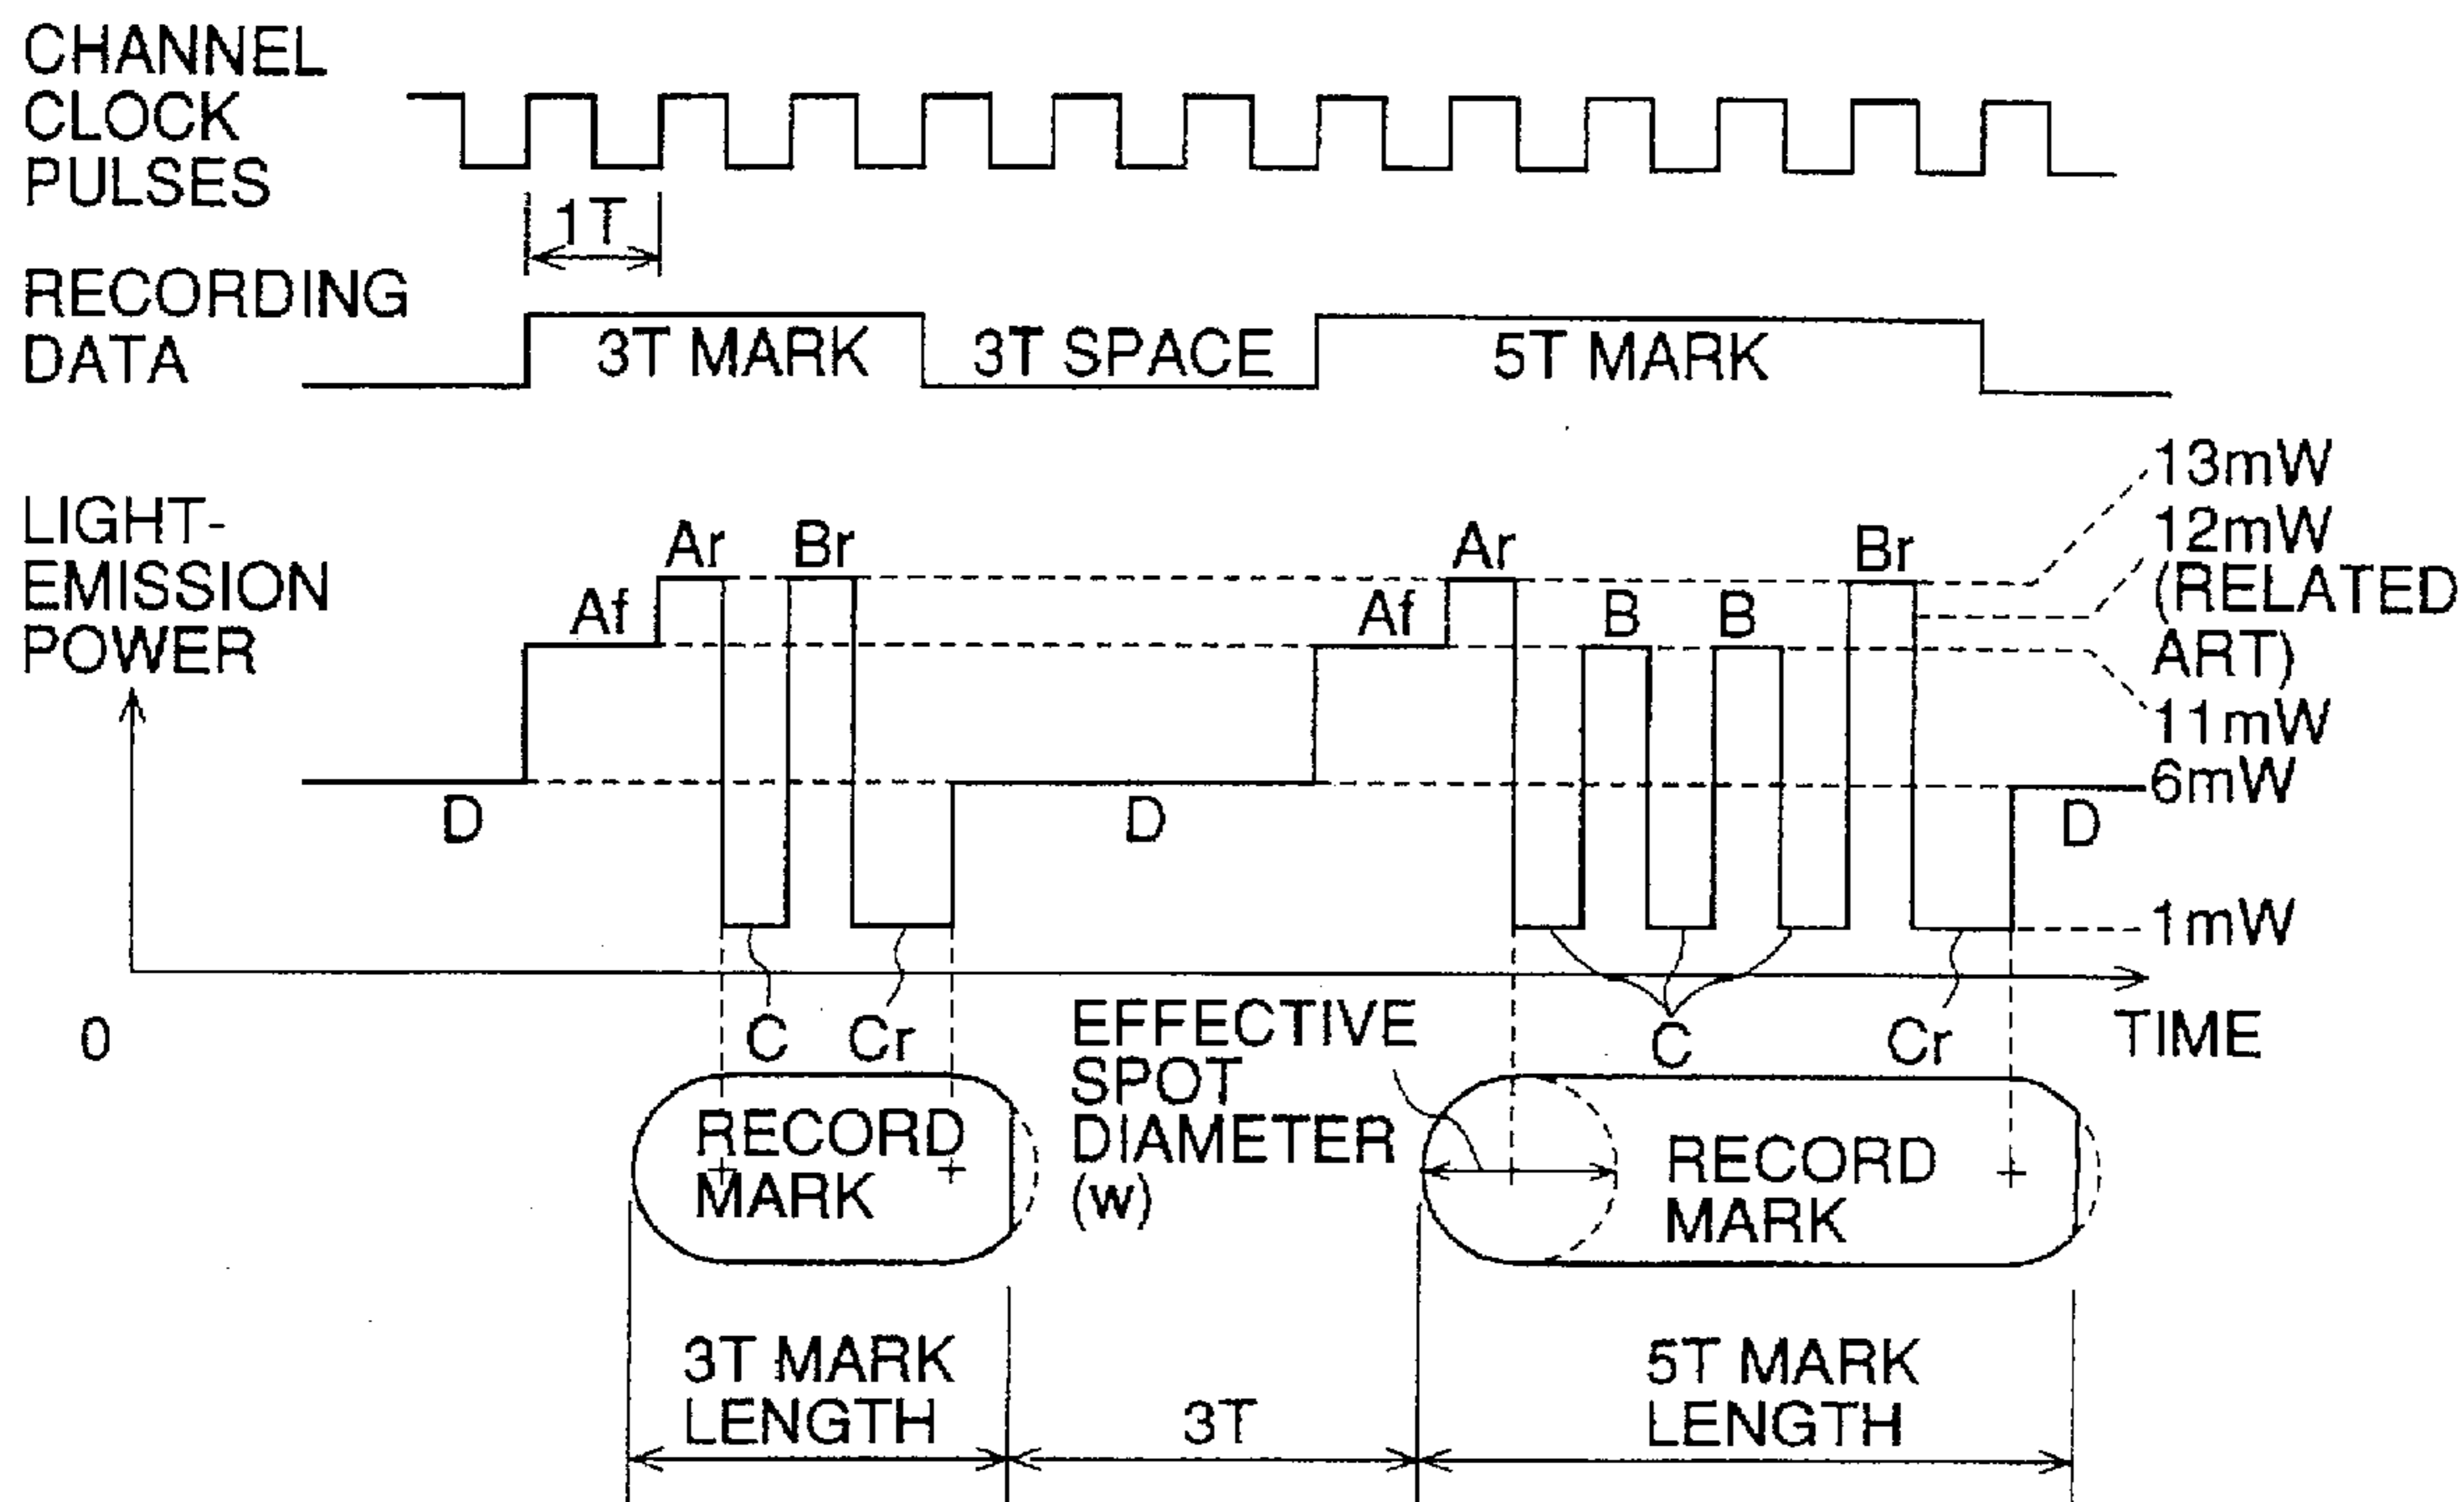 CHANNEL
CLOCK
PULSES
1T
RECORDING
DATA
3T MARK
3T SPACE
5T MARK
LIGHT-
EMISSION
POWER
Af
Ar
Br
Af
Ar
B
B
Br
13mW
12mW
(RELATED
ART)
11mW
6mW
1mW
D
D
D
0
C
Cr
C
Cr
TIME
EFFECTIVE
SPOT
DIAMETER
(w)
RECORD
MARK
RECORD
MARK
3T MARK
LENGTH
3T
5T MARK
LENGTH